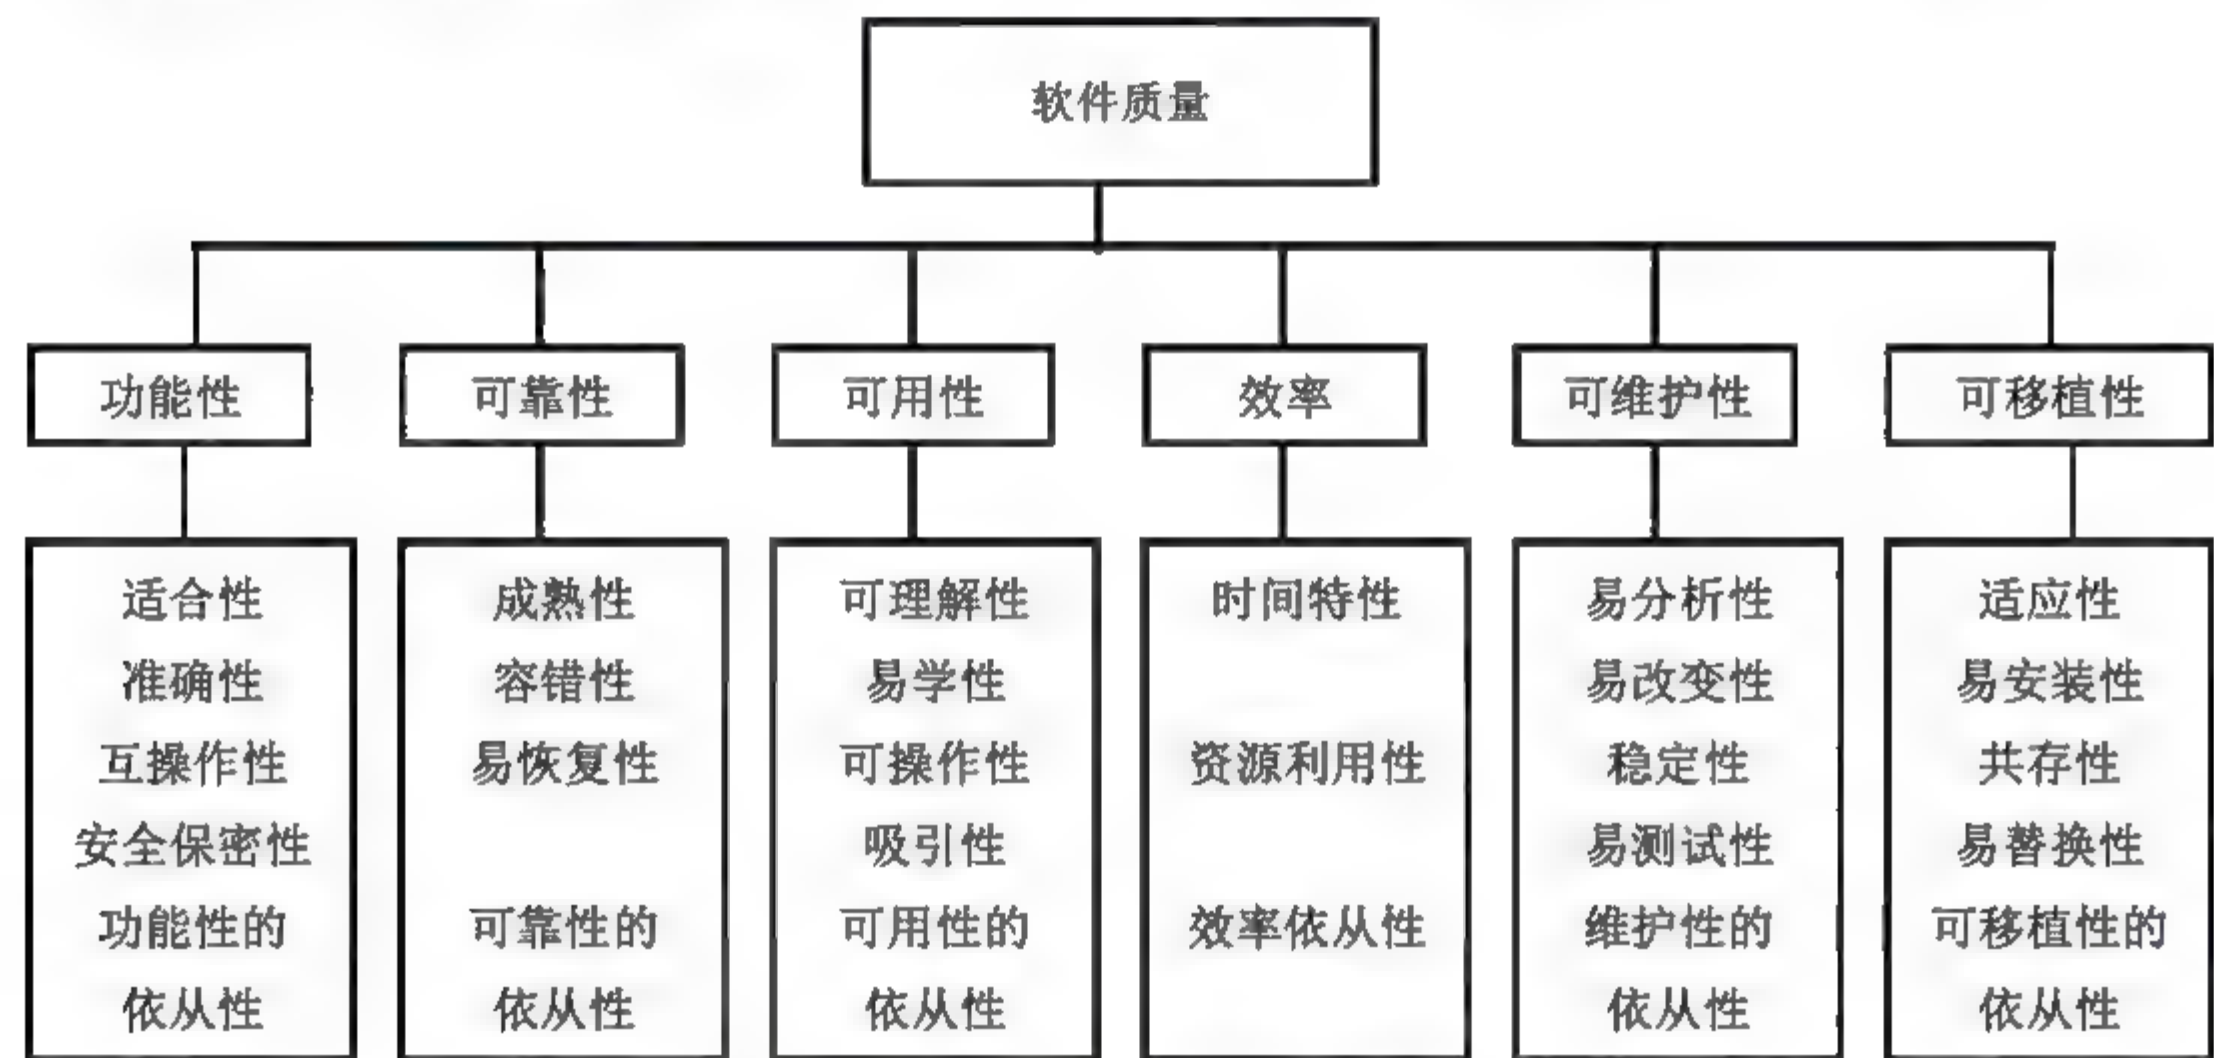 软件质量
功能性
可靠性
可用性
效率
可维护性
可移植性
适合性
准确性
互操作性
安全保密性
功能性的
依从性
成熟性
容错性
易恢复性
可靠性的
依从性
可理解性
易学性
可操作性
吸引性
可用性的
依从性
时间特性
资源利用性
效率依从性
易分析性
易改变性
稳定性
易测试性
维护性的
依从性
适应性
易安装性
共存性
易替换性
可移植性的
依从性